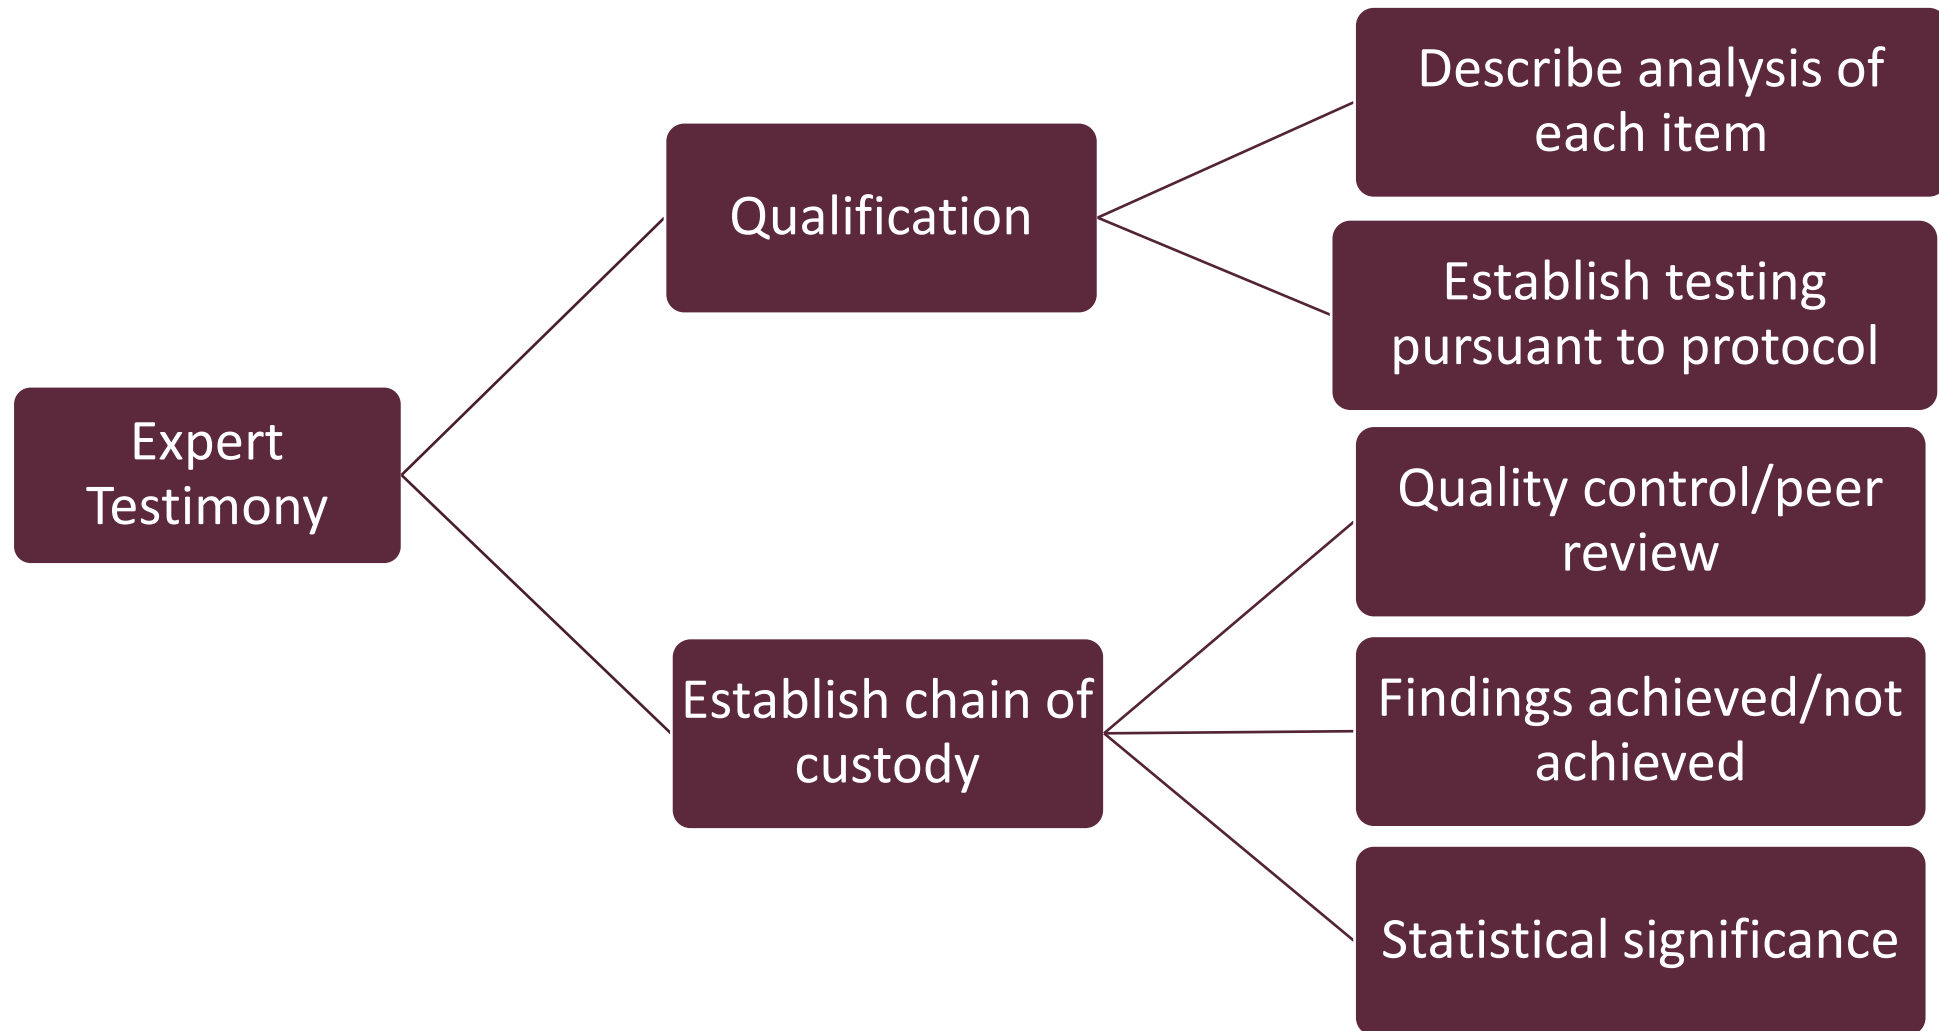 Describe analysis of
each item
Qualification
Establish testing
pursuant to protocol
Expert
Testimony
Quality control/peer
review
Establish chain of
custody
Findings achieved/not
achieved
Statistical significance